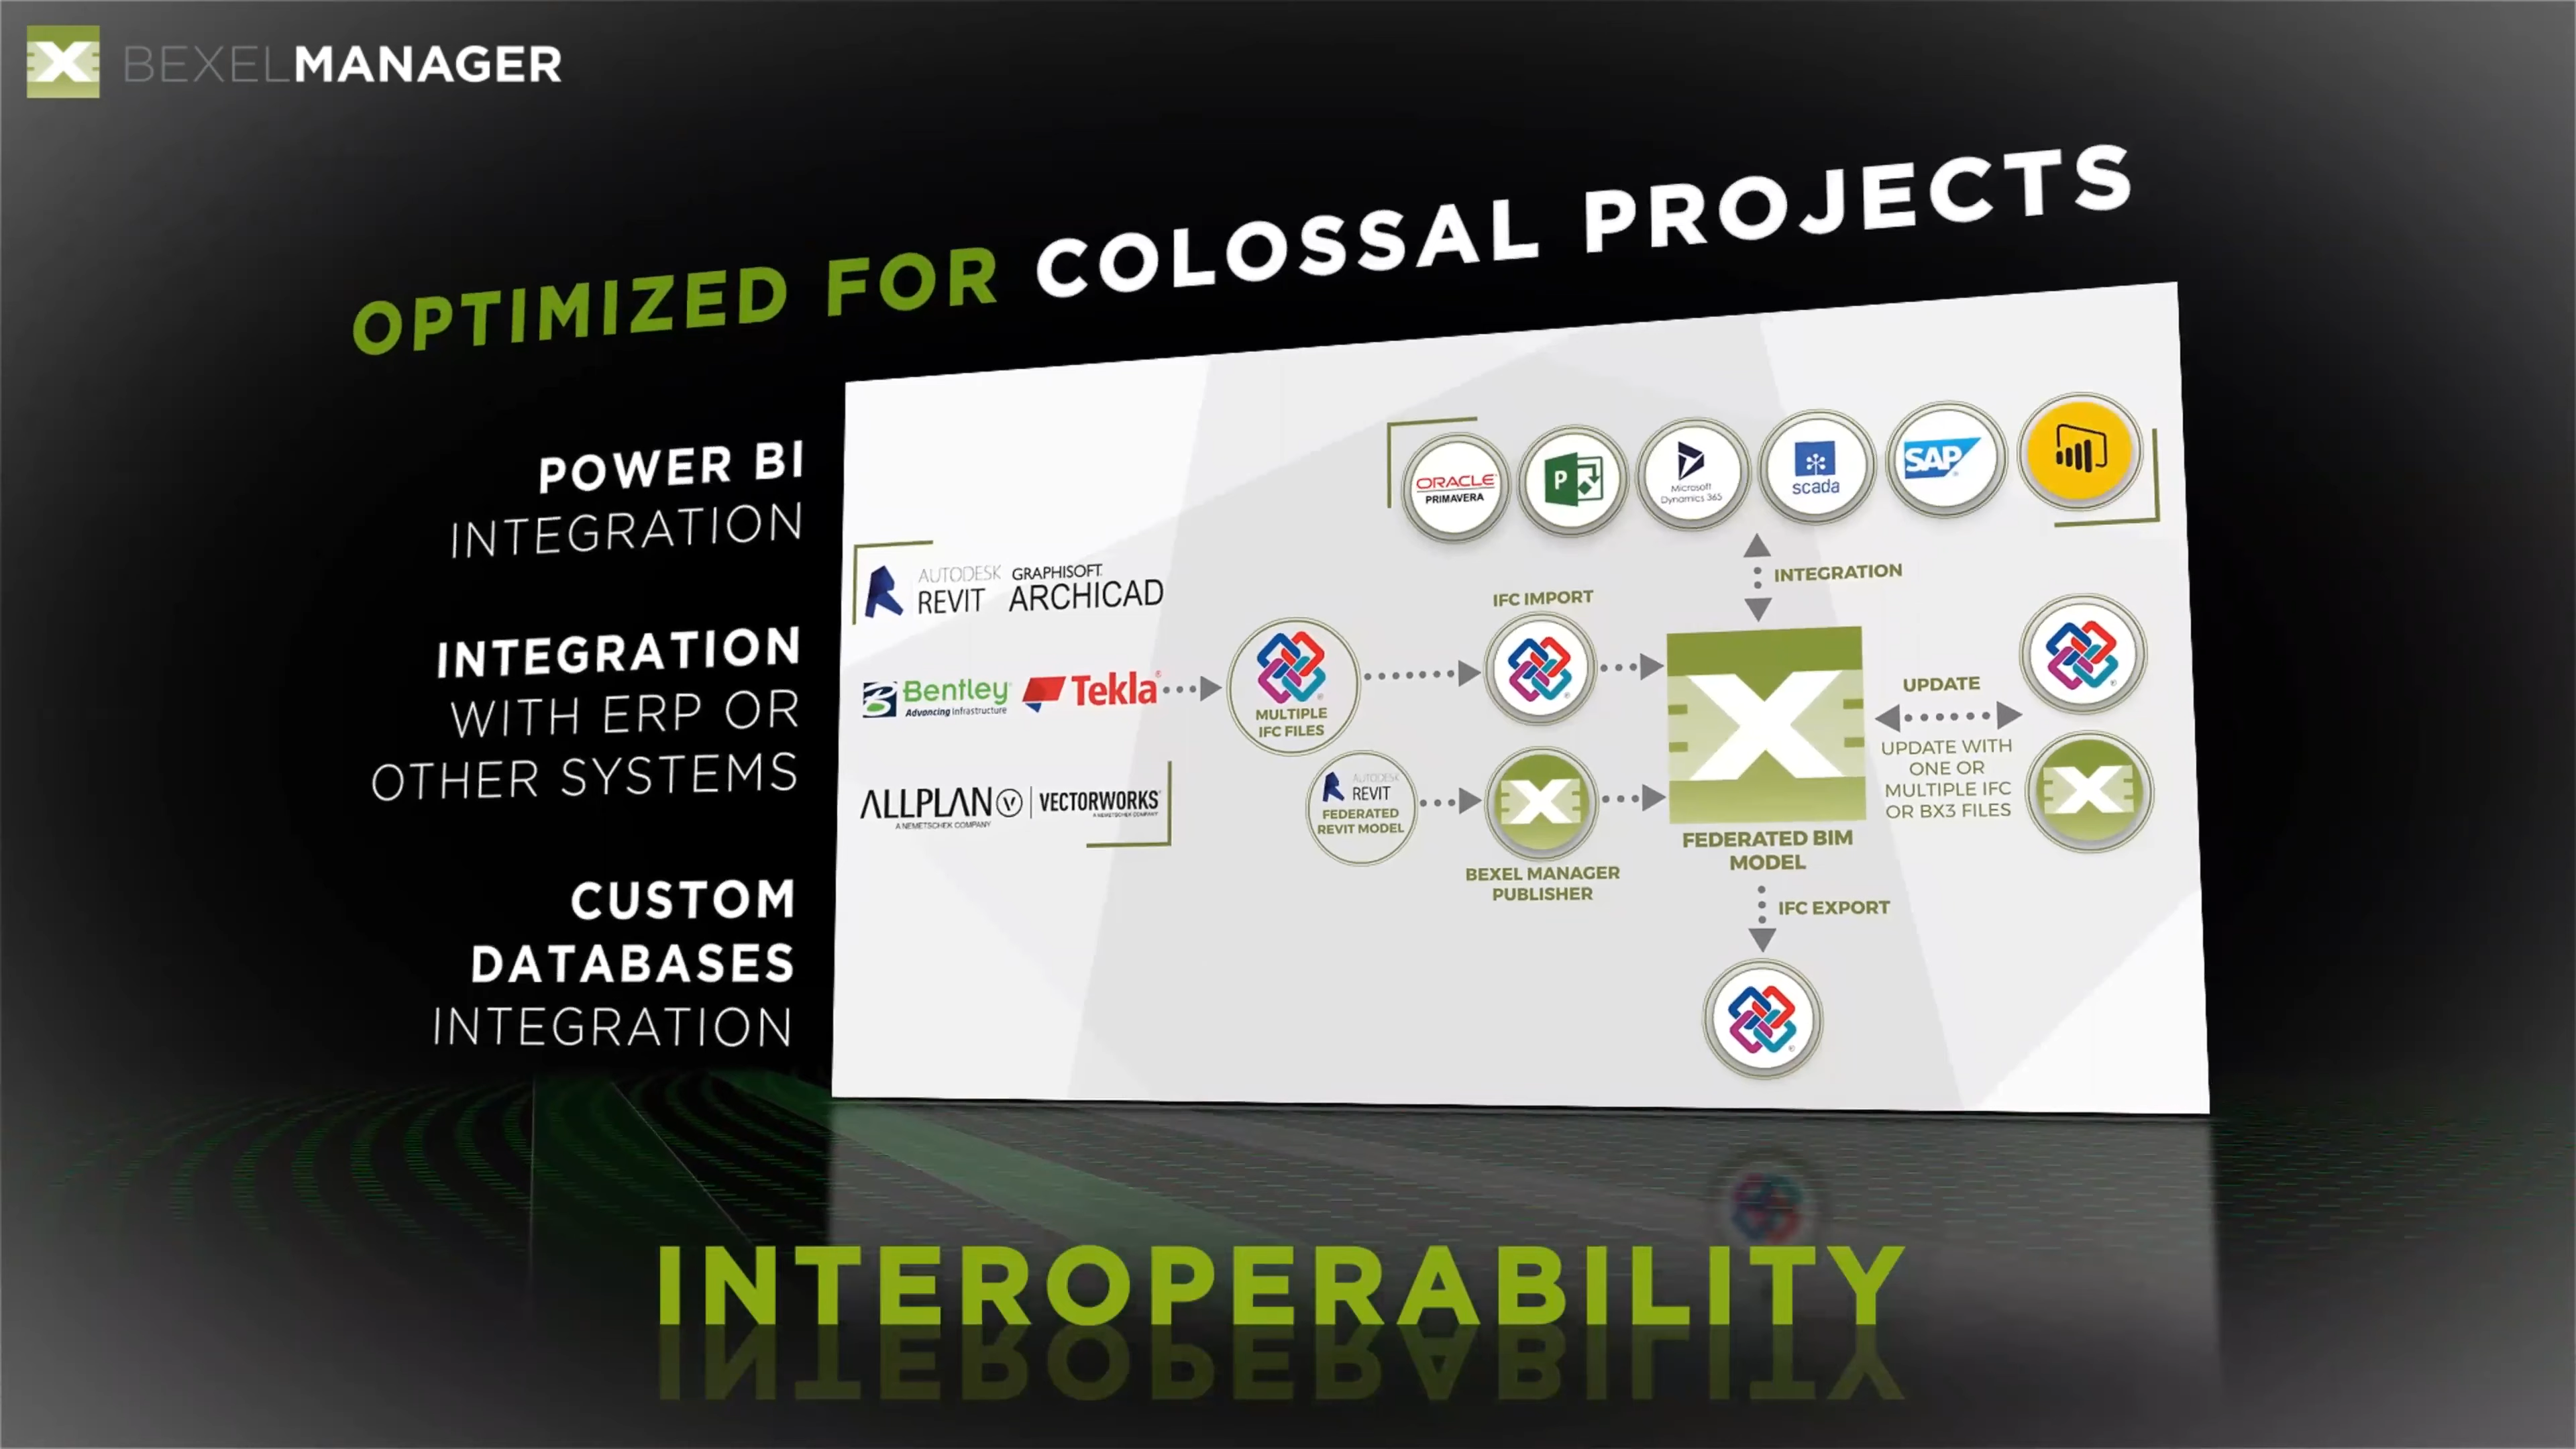 BEXELMANAGER
OPTIMIZED FOR COLOSSAL PROJECTS
POWER BI
INTEGRATION
INTEGRATION
WITH ERP OR
OTHER SYSTEMS
CUSTOM
DATABASES
INTEGRATION
ORACLE
PRIMAVERA
P
Microsoft
Dynamics 365
scada
SAP
INTEGRATION
AUTODESK
REVIT
GRAPHISOFT
ARCHICAD
Bentley
Advancing Infrastructure
Tekla
ALLPLAN
A NEMETSCHEK COMPANY
VECTORWORKS
A NEMETSCHEK COMPANY
MULTIPLE
IFC FILES
IFC IMPORT
AUTODESK
REVIT
FEDERATED
REVIT MODEL
BEXEL MANAGER
PUBLISHER
FEDERATED BIM
MODEL
UPDATE
UPDATE WITH
ONE OR
MULTIPLE IFC
OR BX3 FILES
IFC EXPORT
INTEROPERABILITY